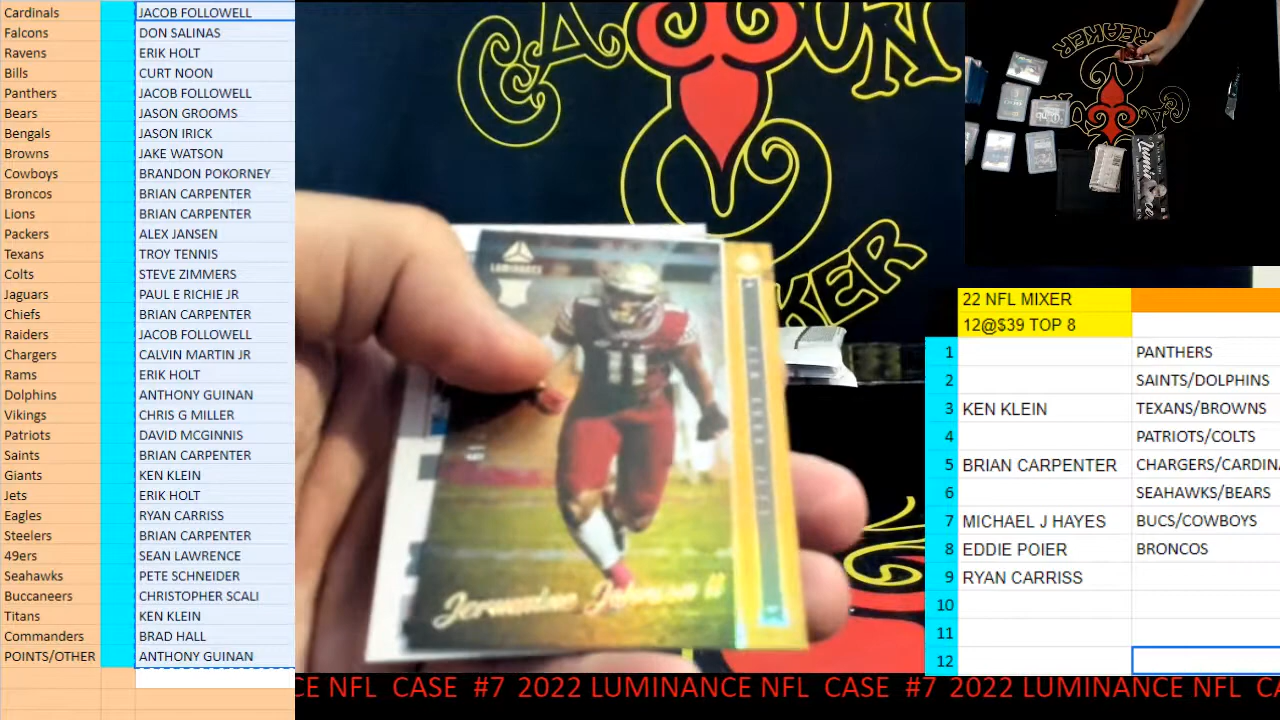 Cardinals JACOB FOLLOWELL
Falcons DON SALINAS
Ravens ERIK HOLT
Bills CURT NOON
Panthers JACOB FOLLOWELL
Bears JASON GROOMS
Bengals JASON IRICK
Browns JAKE WATSON
Cowboys BRANDON POKORNEY
Broncos BRIAN CARPENTER
Lions BRIAN CARPENTER
Packers ALEX JANSEN
Texans TROY TENNIS
Colts STEVE ZIMMERS
Jaguars PAUL E RICHIE JR
Chiefs BRIAN CARPENTER
Raiders JACOB FOLLOWELL
Chargers CALVIN MARTIN JR
Rams ERIK HOLT
Dolphins ANTHONY GUINAN
Vikings CHRIS G MILLER
Patriots DAVID MCGINNIS
Saints BRIAN CARPENTER
Giants KEN KLEIN
Jets ERIK HOLT
Eagles RYAN CARRISS
Steelers BRIAN CARPENTER
49ers SEAN LAWRENCE
Seahawks PETE SCHNEIDER
Buccaneers CHRISTOPHER SCALI
Titans KEN KLEIN
Commanders BRAD HALL
POINTS/OTHER ANTHONY GUINAN
LUMINANCE
11
Jermaine Johnson II
KER
REAKER
22 NFL MIXER
12@$39 TOP 8
1 PANTHERS
2 SAINTS/DOLPHINS
3 KEN KLEIN TEXANS/BROWNS
4 PATRIOTS/COLTS
5 BRIAN CARPENTER CHARGERS/CARDINA
6 SEAHAWKS/BEARS
7 MICHAEL J HAYES BUCS/COWBOYS
8 EDDIE POIER BRONCOS
9 RYAN CARRISS
10
11
12
CE NFL CASE #7 2022 LUMINANCE NFL CASE #7 2022 LUMINANCE NFL CA